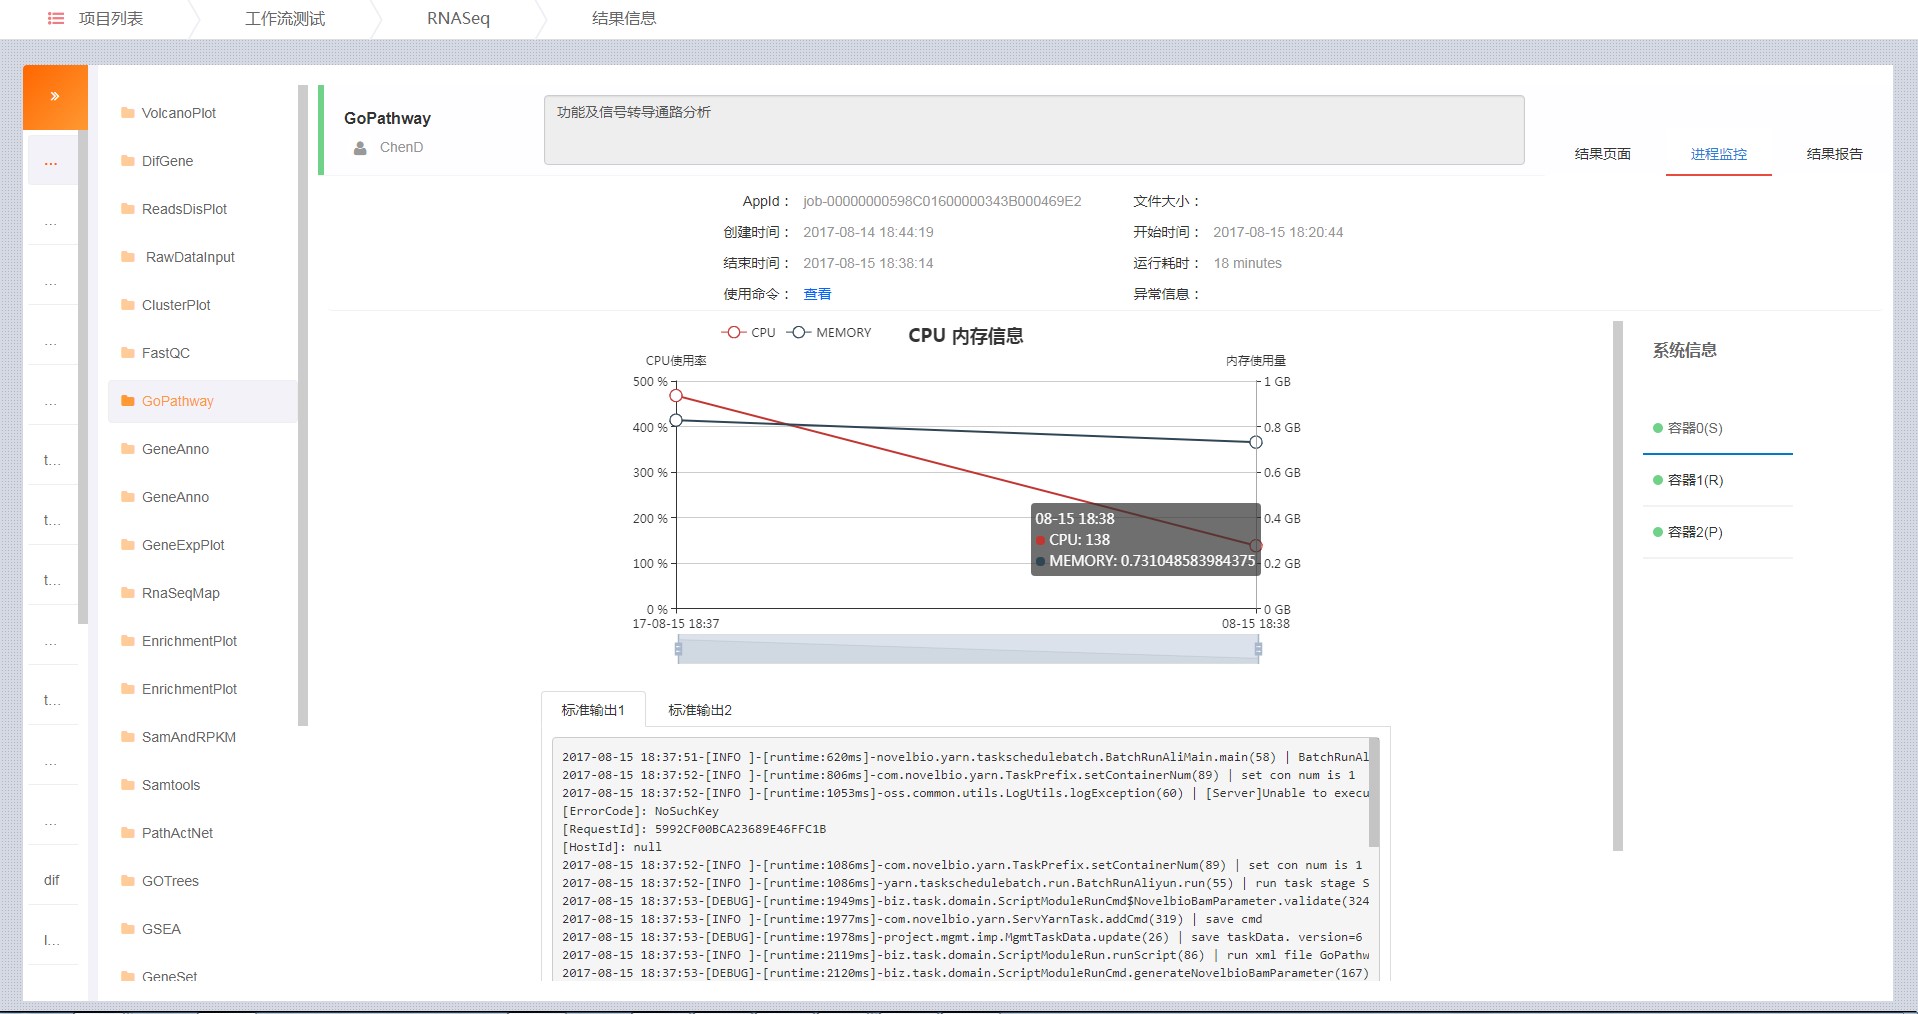 项目列表 工作流测试 RNASeq 结果信息
»
...
...
...
...
...
t...
t...
t...
...
t...
...
...
dif
I...
VolcanoPlot
DifGene
ReadsDisPlot
RawDataInput
ClusterPlot
FastQC
GoPathway
GeneAnno
GeneAnno
GeneExpPlot
RnaSeqMap
EnrichmentPlot
EnrichmentPlot
SamAndRPKM
Samtools
PathActNet
GOTrees
GSEA
GeneSet
GoPathway
ChenD
功能及信号转导通路分析
结果页面 进程监控 结果报告
AppId： job-00000000598C01600000343B000469E2 文件大小：
创建时间： 2017-08-14 18:44:19 开始时间： 2017-08-15 18:20:44
结束时间： 2017-08-15 18:38:14 运行耗时： 18 minutes
使用命令： 查看 异常信息：
CPU MEMORY CPU 内存信息
CPU使用率 内存使用量
500 % 1 GB
400 % 0.8 GB
300 % 0.6 GB
200 % 0.4 GB
100 % 0.2 GB
0 % 0 GB
17-08-15 18:37 08-15 18:38
08-15 18:38
CPU: 138
MEMORY: 0.731048583984375
系统信息
容器0(S)
容器1(R)
容器2(P)
标准输出1 标准输出2
2017-08-15 18:37:51-[INFO ]-[runtime:620ms]-novelbio.yarn.taskschedulebatch.BatchRunAliMain.main(58) | BatchRunAl
2017-08-15 18:37:52-[INFO ]-[runtime:806ms]-com.novelbio.yarn.TaskPrefix.setContainerNum(89) | set con num is 1
2017-08-15 18:37:52-[INFO ]-[runtime:1053ms]-oss.common.utils.LogUtils.logException(60) | [Server]Unable to execu
[ErrorCode]: NoSuchKey
[RequestId]: 5992CF00BCA23689E46FFC1B
[HostId]: null
2017-08-15 18:37:52-[INFO ]-[runtime:1086ms]-com.novelbio.yarn.TaskPrefix.setContainerNum(89) | set con num is 1
2017-08-15 18:37:52-[INFO ]-[runtime:1086ms]-yarn.taskschedulebatch.run.BatchRunAliyun.run(55) | run task stage S
2017-08-15 18:37:53-[DEBUG]-[runtime:1949ms]-biz.task.domain.ScriptModuleRunCmd$NovelbioBamParameter.validate(324
2017-08-15 18:37:53-[INFO ]-[runtime:1977ms]-com.novelbio.yarn.ServYarnTask.addCmd(319) | save cmd
2017-08-15 18:37:53-[DEBUG]-[runtime:1978ms]-project.mgmt.imp.MgmtTaskData.update(26) | save taskData. version=6
2017-08-15 18:37:53-[INFO ]-[runtime:2119ms]-biz.task.domain.ScriptModuleRun.runScript(86) | run xml file GoPathw
2017-08-15 18:37:53-[DEBUG]-[runtime:2120ms]-biz.task.domain.ScriptModuleRunCmd.generateNovelbioBamParameter(167)